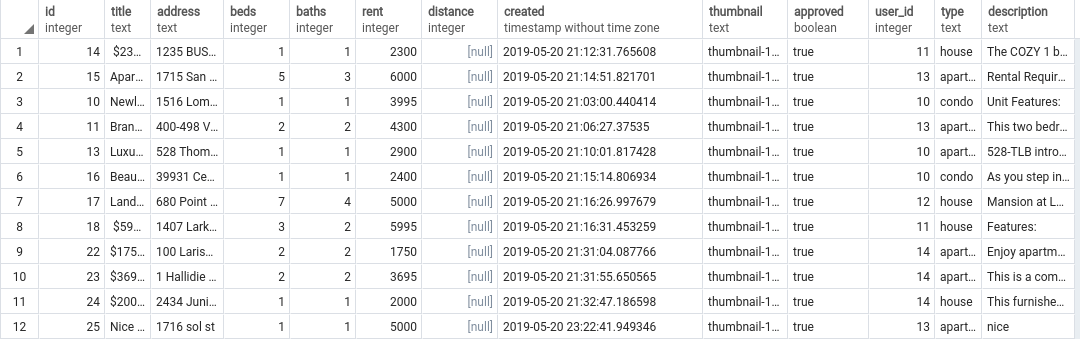 id title address beds baths rent distance created thumbnail approved user_id type description
integer text text integer integer integer integer timestamp without time zone text boolean integer text text
1 14 $23... 1235 BUS... 1 1 2300 [null] 2019-05-20 21:12:31.765608 thumbnail-1... true 11 house The COZY 1 b...
2 15 Apar... 1715 San ... 5 3 6000 [null] 2019-05-20 21:14:51.821701 thumbnail-1... true 13 apart... Rental Requir...
3 10 Newl... 1516 Lom... 1 1 3995 [null] 2019-05-20 21:03:00.440414 thumbnail-1... true 10 condo Unit Features:
4 11 Bran... 400-498 V... 2 2 4300 [null] 2019-05-20 21:06:27.37535 thumbnail-1... true 13 apart... This two bedr...
5 13 Luxu... 528 Thom... 1 1 2900 [null] 2019-05-20 21:10:01.817428 thumbnail-1... true 10 apart... 528-TLB intro...
6 16 Beau... 39931 Ce... 1 1 2400 [null] 2019-05-20 21:15:14.806934 thumbnail-1... true 10 condo As you step in...
7 17 Land... 680 Point ... 7 4 5000 [null] 2019-05-20 21:16:26.997679 thumbnail-1... true 12 house Mansion at L...
8 18 $59... 1407 Lark... 3 2 5995 [null] 2019-05-20 21:16:31.453259 thumbnail-1... true 11 house Features:
9 22 $175... 100 Laris... 2 2 1750 [null] 2019-05-20 21:31:04.087766 thumbnail-1... true 14 apart... Enjoy apartm...
10 23 $369... 1 Hallidie ... 2 2 3695 [null] 2019-05-20 21:31:55.650565 thumbnail-1... true 14 apart... This is a com...
11 24 $200... 2434 Juni... 1 1 2000 [null] 2019-05-20 21:32:47.186598 thumbnail-1... true 14 house This furnishe...
12 25 Nice ... 1716 sol st 1 1 5000 [null] 2019-05-20 23:22:41.949346 thumbnail-1... true 13 apart... nice